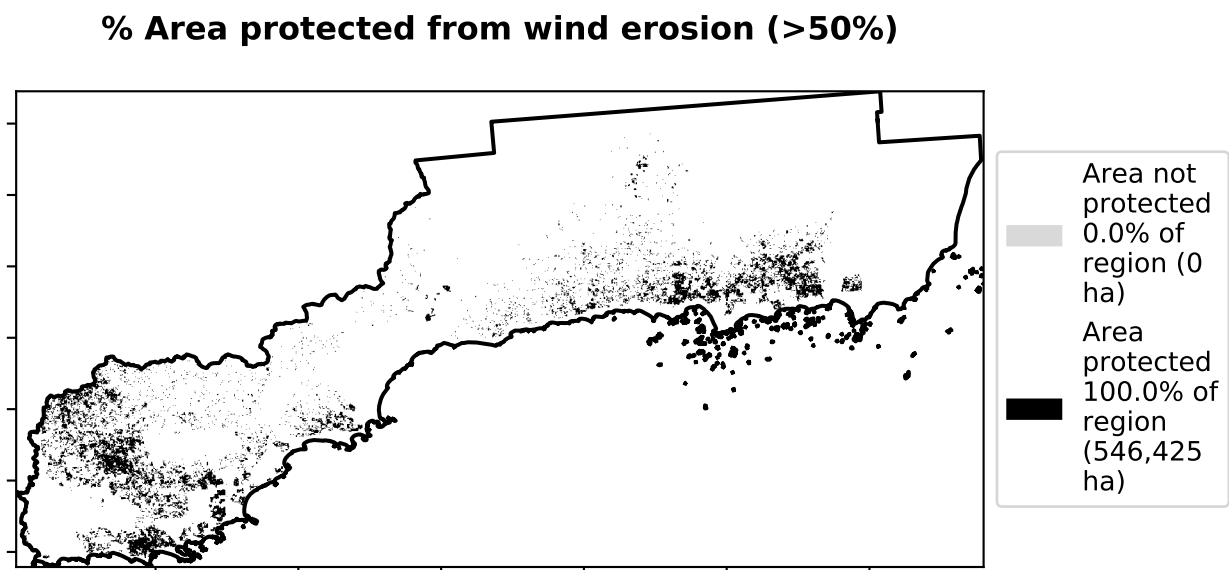 % Area protected from wind erosion (>50%)
Area not
protected
0.0% of
region (0
ha)
Area
protected
100.0% of
region
(546,425
ha)